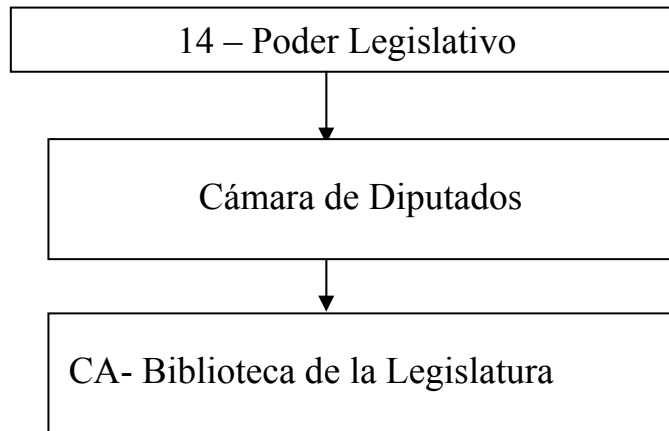 14 – Poder Legislativo
Cámara de Diputados
CA- Biblioteca de la Legislatura